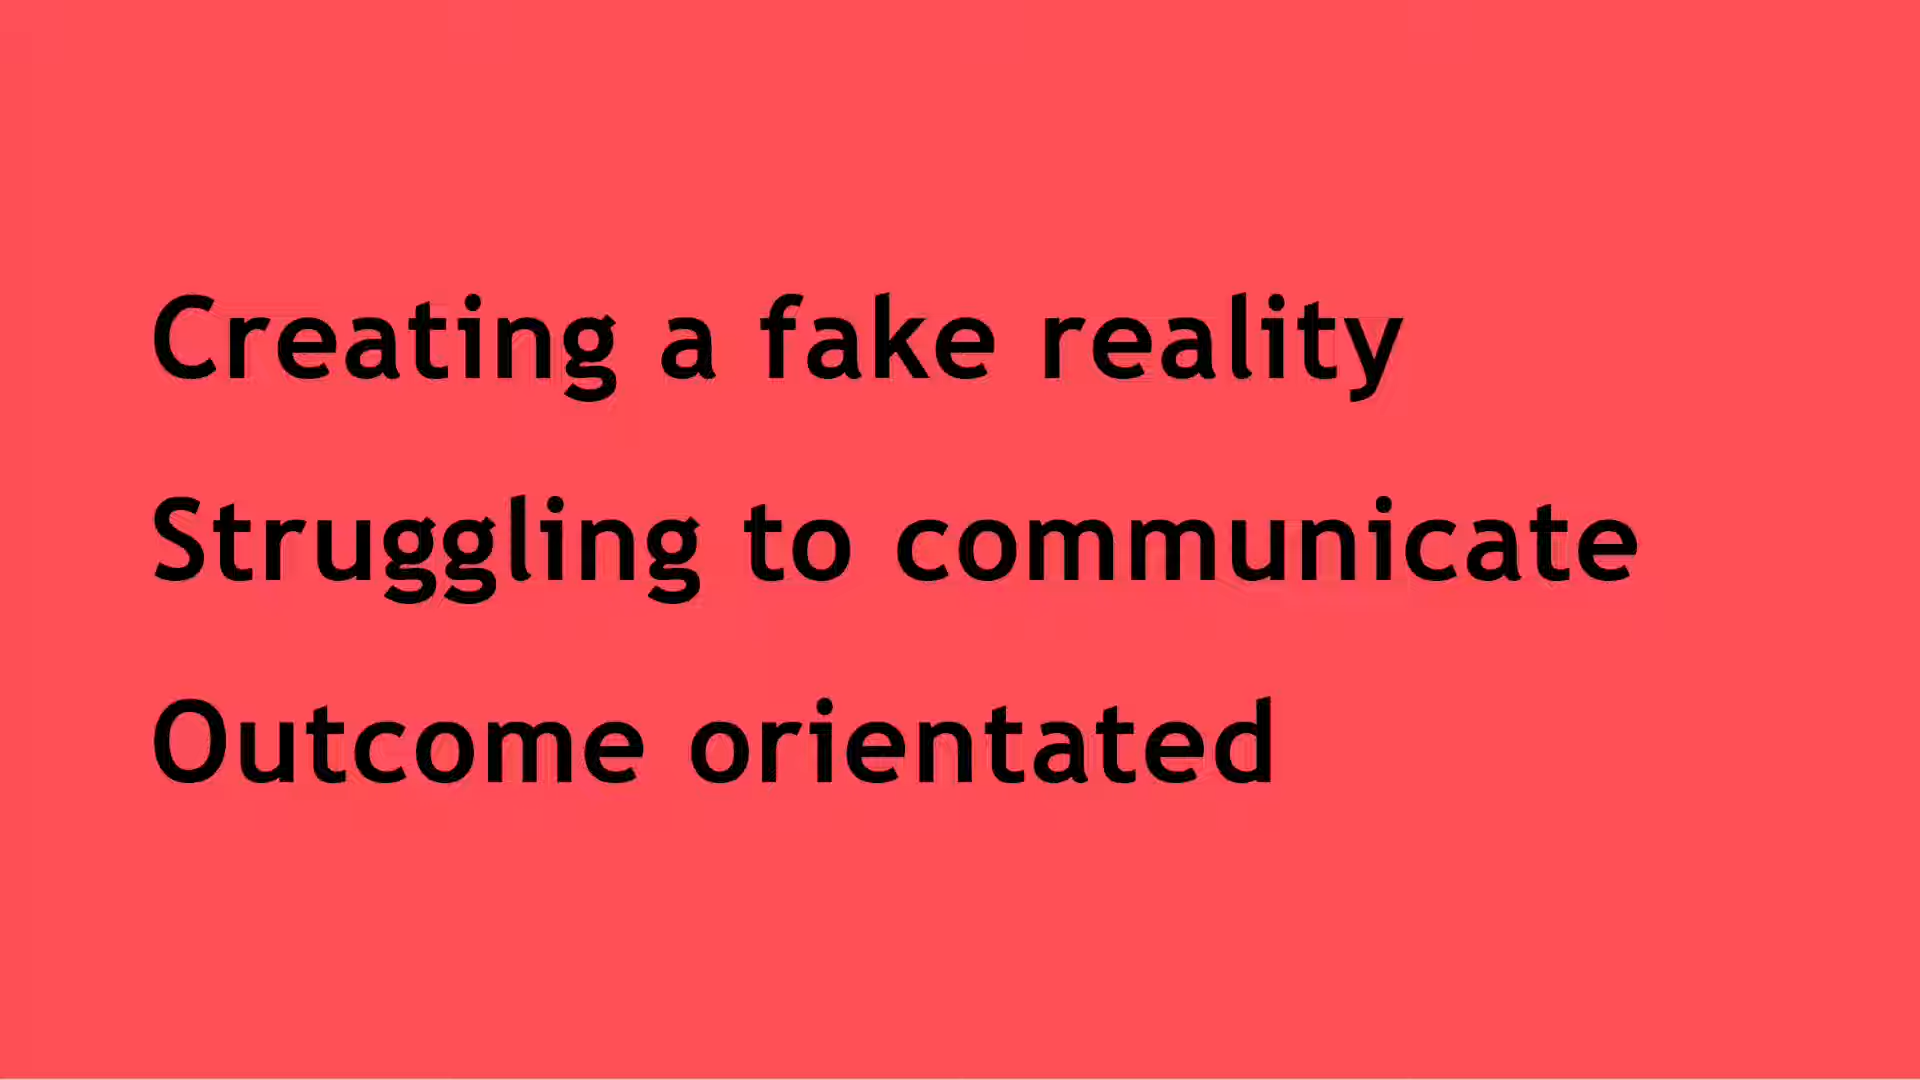 Creating a fake reality
Struggling to communicate
Outcome orientated